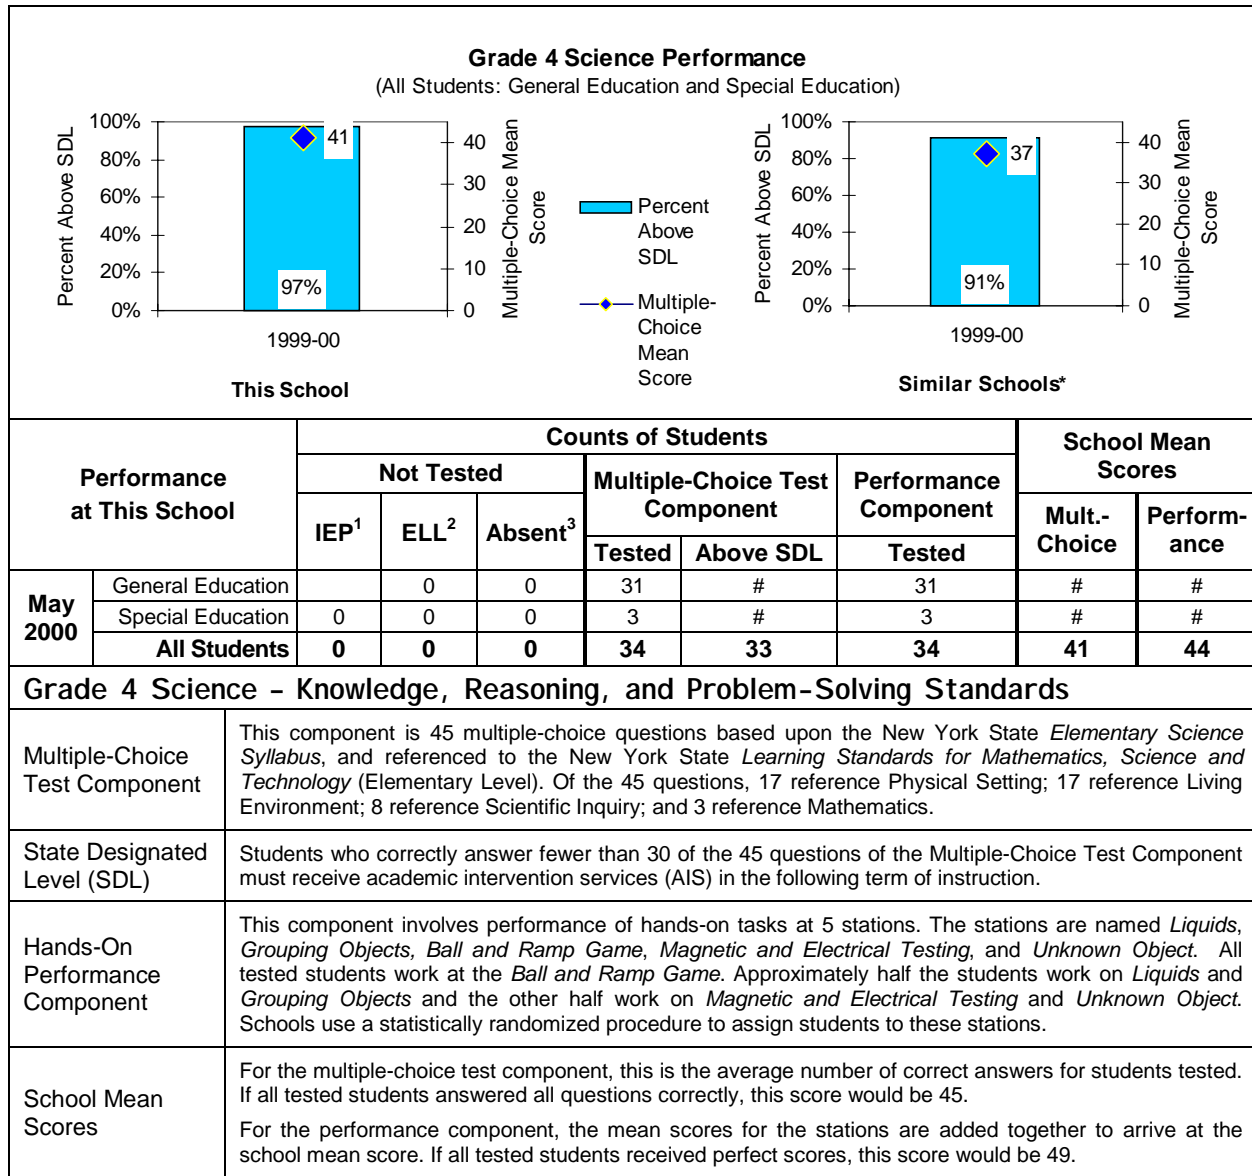 Grade 4 Science Performance
(All Students: General Education and Special Education)
Percent Above SDL
100%
80%
60%
40%
20%
0%
41
97%
40
30
20
10
0
Multiple-Choice Mean
Score
1999-00
This School
Percent
Above
SDL
Multiple-
Choice
Mean
Score
Percent Above SDL
100%
80%
60%
40%
20%
0%
37
91%
40
30
20
10
0
Multiple-Choice Mean
Score
1999-00
Similar Schools*
Performance
at This School
Counts of Students
School Mean
Scores
Not Tested
Multiple-Choice Test
Component
Performance
Component
IEP1 ELL2 Absent3
Mult.-
Choice
Perform-
ance
Tested Above SDL Tested
May
2000
General Education 0 0 31 # 31 # #
Special Education 0 0 0 3 # 3 # #
All Students 0 0 0 34 33 34 41 44
Grade 4 Science – Knowledge, Reasoning, and Problem-Solving Standards
Multiple-Choice
Test Component
This component is 45 multiple-choice questions based upon the New York State Elementary Science
Syllabus, and referenced to the New York State Learning Standards for Mathematics, Science and
Technology (Elementary Level). Of the 45 questions, 17 reference Physical Setting; 17 reference Living
Environment; 8 reference Scientific Inquiry; and 3 reference Mathematics.
State Designated
Level (SDL)
Students who correctly answer fewer than 30 of the 45 questions of the Multiple-Choice Test Component
must receive academic intervention services (AIS) in the following term of instruction.
Hands-On
Performance
Component
This component involves performance of hands-on tasks at 5 stations. The stations are named Liquids,
Grouping Objects, Ball and Ramp Game, Magnetic and Electrical Testing, and Unknown Object. All
tested students work at the Ball and Ramp Game. Approximately half the students work on Liquids and
Grouping Objects and the other half work on Magnetic and Electrical Testing and Unknown Object.
Schools use a statistically randomized procedure to assign students to these stations.
School Mean
Scores
For the multiple-choice test component, this is the average number of correct answers for students tested.
If all tested students answered all questions correctly, this score would be 45.
For the performance component, the mean scores for the stations are added together to arrive at the
school mean score. If all tested students received perfect scores, this score would be 49.